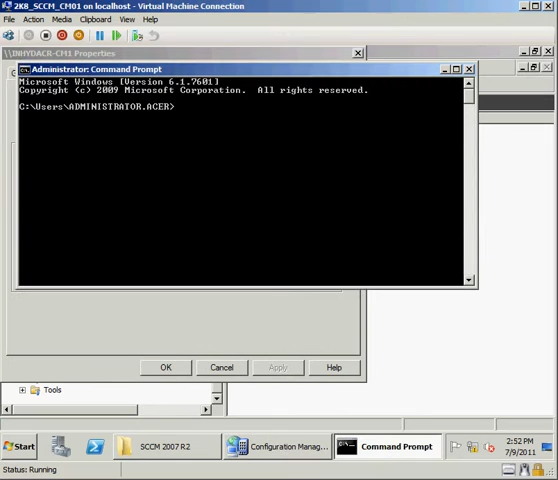 2K8_SCCM_CM01 on localhost - Virtual Machine Connection
File Action Media Clipboard View Help
\\INHYDACR-CM1 Properties
Administrator: Command Prompt
Microsoft Windows [Version 6.1.7601]
Copyright (c) 2009 Microsoft Corporation.  All rights reserved.
C:\Users\ADMINISTRATOR.ACER>
OK Cancel Apply Help
Tools
Start SCCM 2007 R2 Configuration Manag... Command Prompt 2:52 PM
7/9/2011
Status: Running